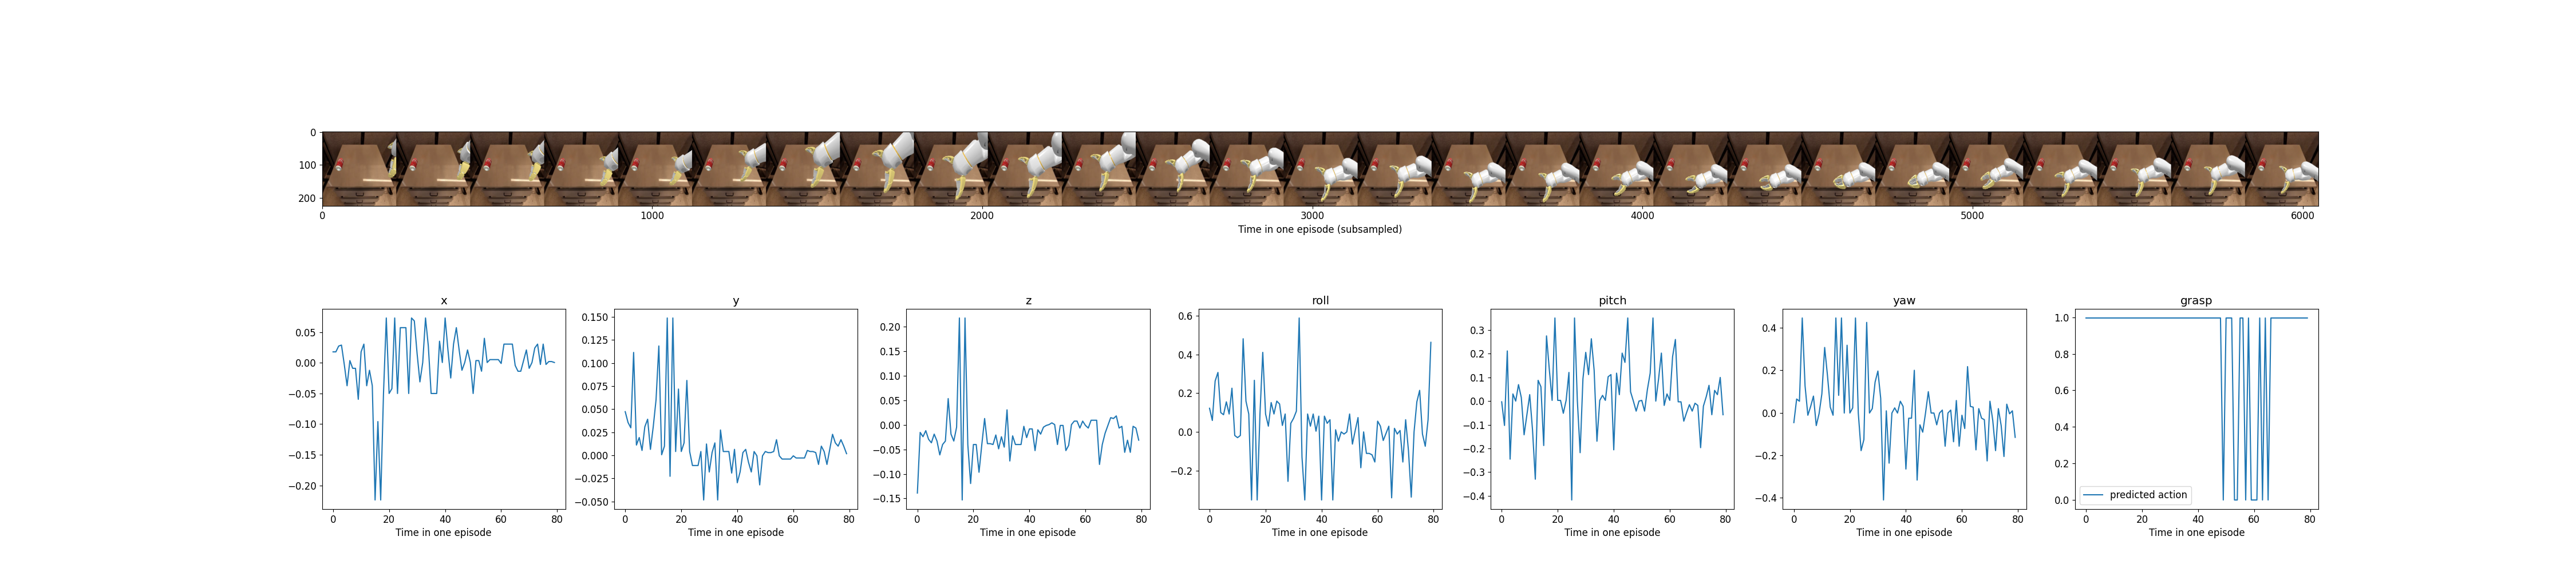 0
100
200
0 1000 2000 3000 4000 5000 6000
Time in one episode (subsampled)
x y z roll pitch yaw grasp
0.05
0.00
−0.05
−0.10
−0.15
−0.20
0 20 40 60 80
Time in one episode
0.150
0.125
0.100
0.075
0.050
0.025
0.000
−0.025
−0.050
0 20 40 60 80
Time in one episode
0.20
0.15
0.10
0.05
0.00
−0.05
−0.10
−0.15
0 20 40 60 80
Time in one episode
0.6
0.4
0.2
0.0
−0.2
0 20 40 60 80
Time in one episode
0.3
0.2
0.1
0.0
−0.1
−0.2
−0.3
−0.4
0 20 40 60 80
Time in one episode
0.4
0.2
0.0
−0.2
−0.4
0 20 40 60 80
Time in one episode
1.0
0.8
0.6
0.4
0.2
0.0
predicted action
0 20 40 60 80
Time in one episode